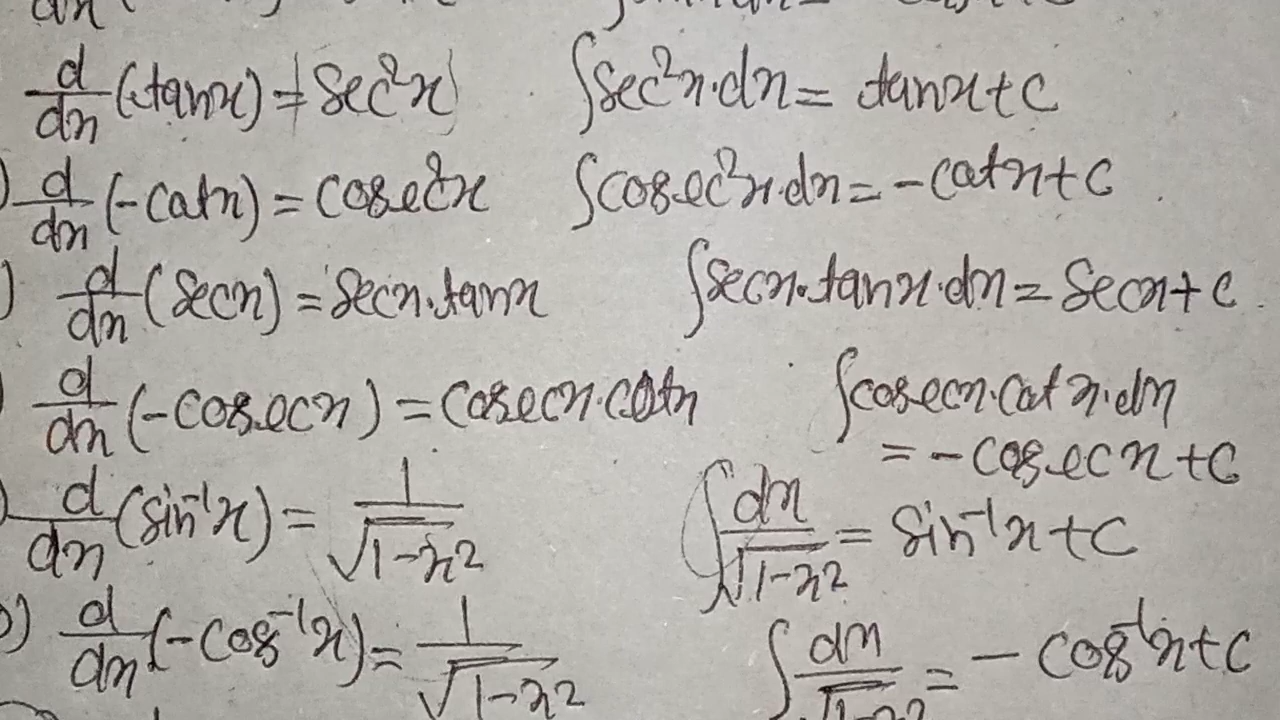 d/dx (tanx) = Sec²x ∫sec²x·dx = tanx+c
) d/dx (-cotx) = cosec²x ∫cosec²x·dx = -cotx+c
) d/dx (Secx) = Secx·tanx ∫secx·tanx·dx = Secx+c
) d/dx (-cosecx) = cosecx·cotx ∫cosecx·cotx·dx
= -cosecx+c
) d/dx (sin⁻¹x) = 1/√1-x² ∫dx/√1-x² = sin⁻¹x+c
) d/dx (-cos⁻¹x) = 1/√1-x² ∫dx/√1-x² = -cos⁻¹x+c